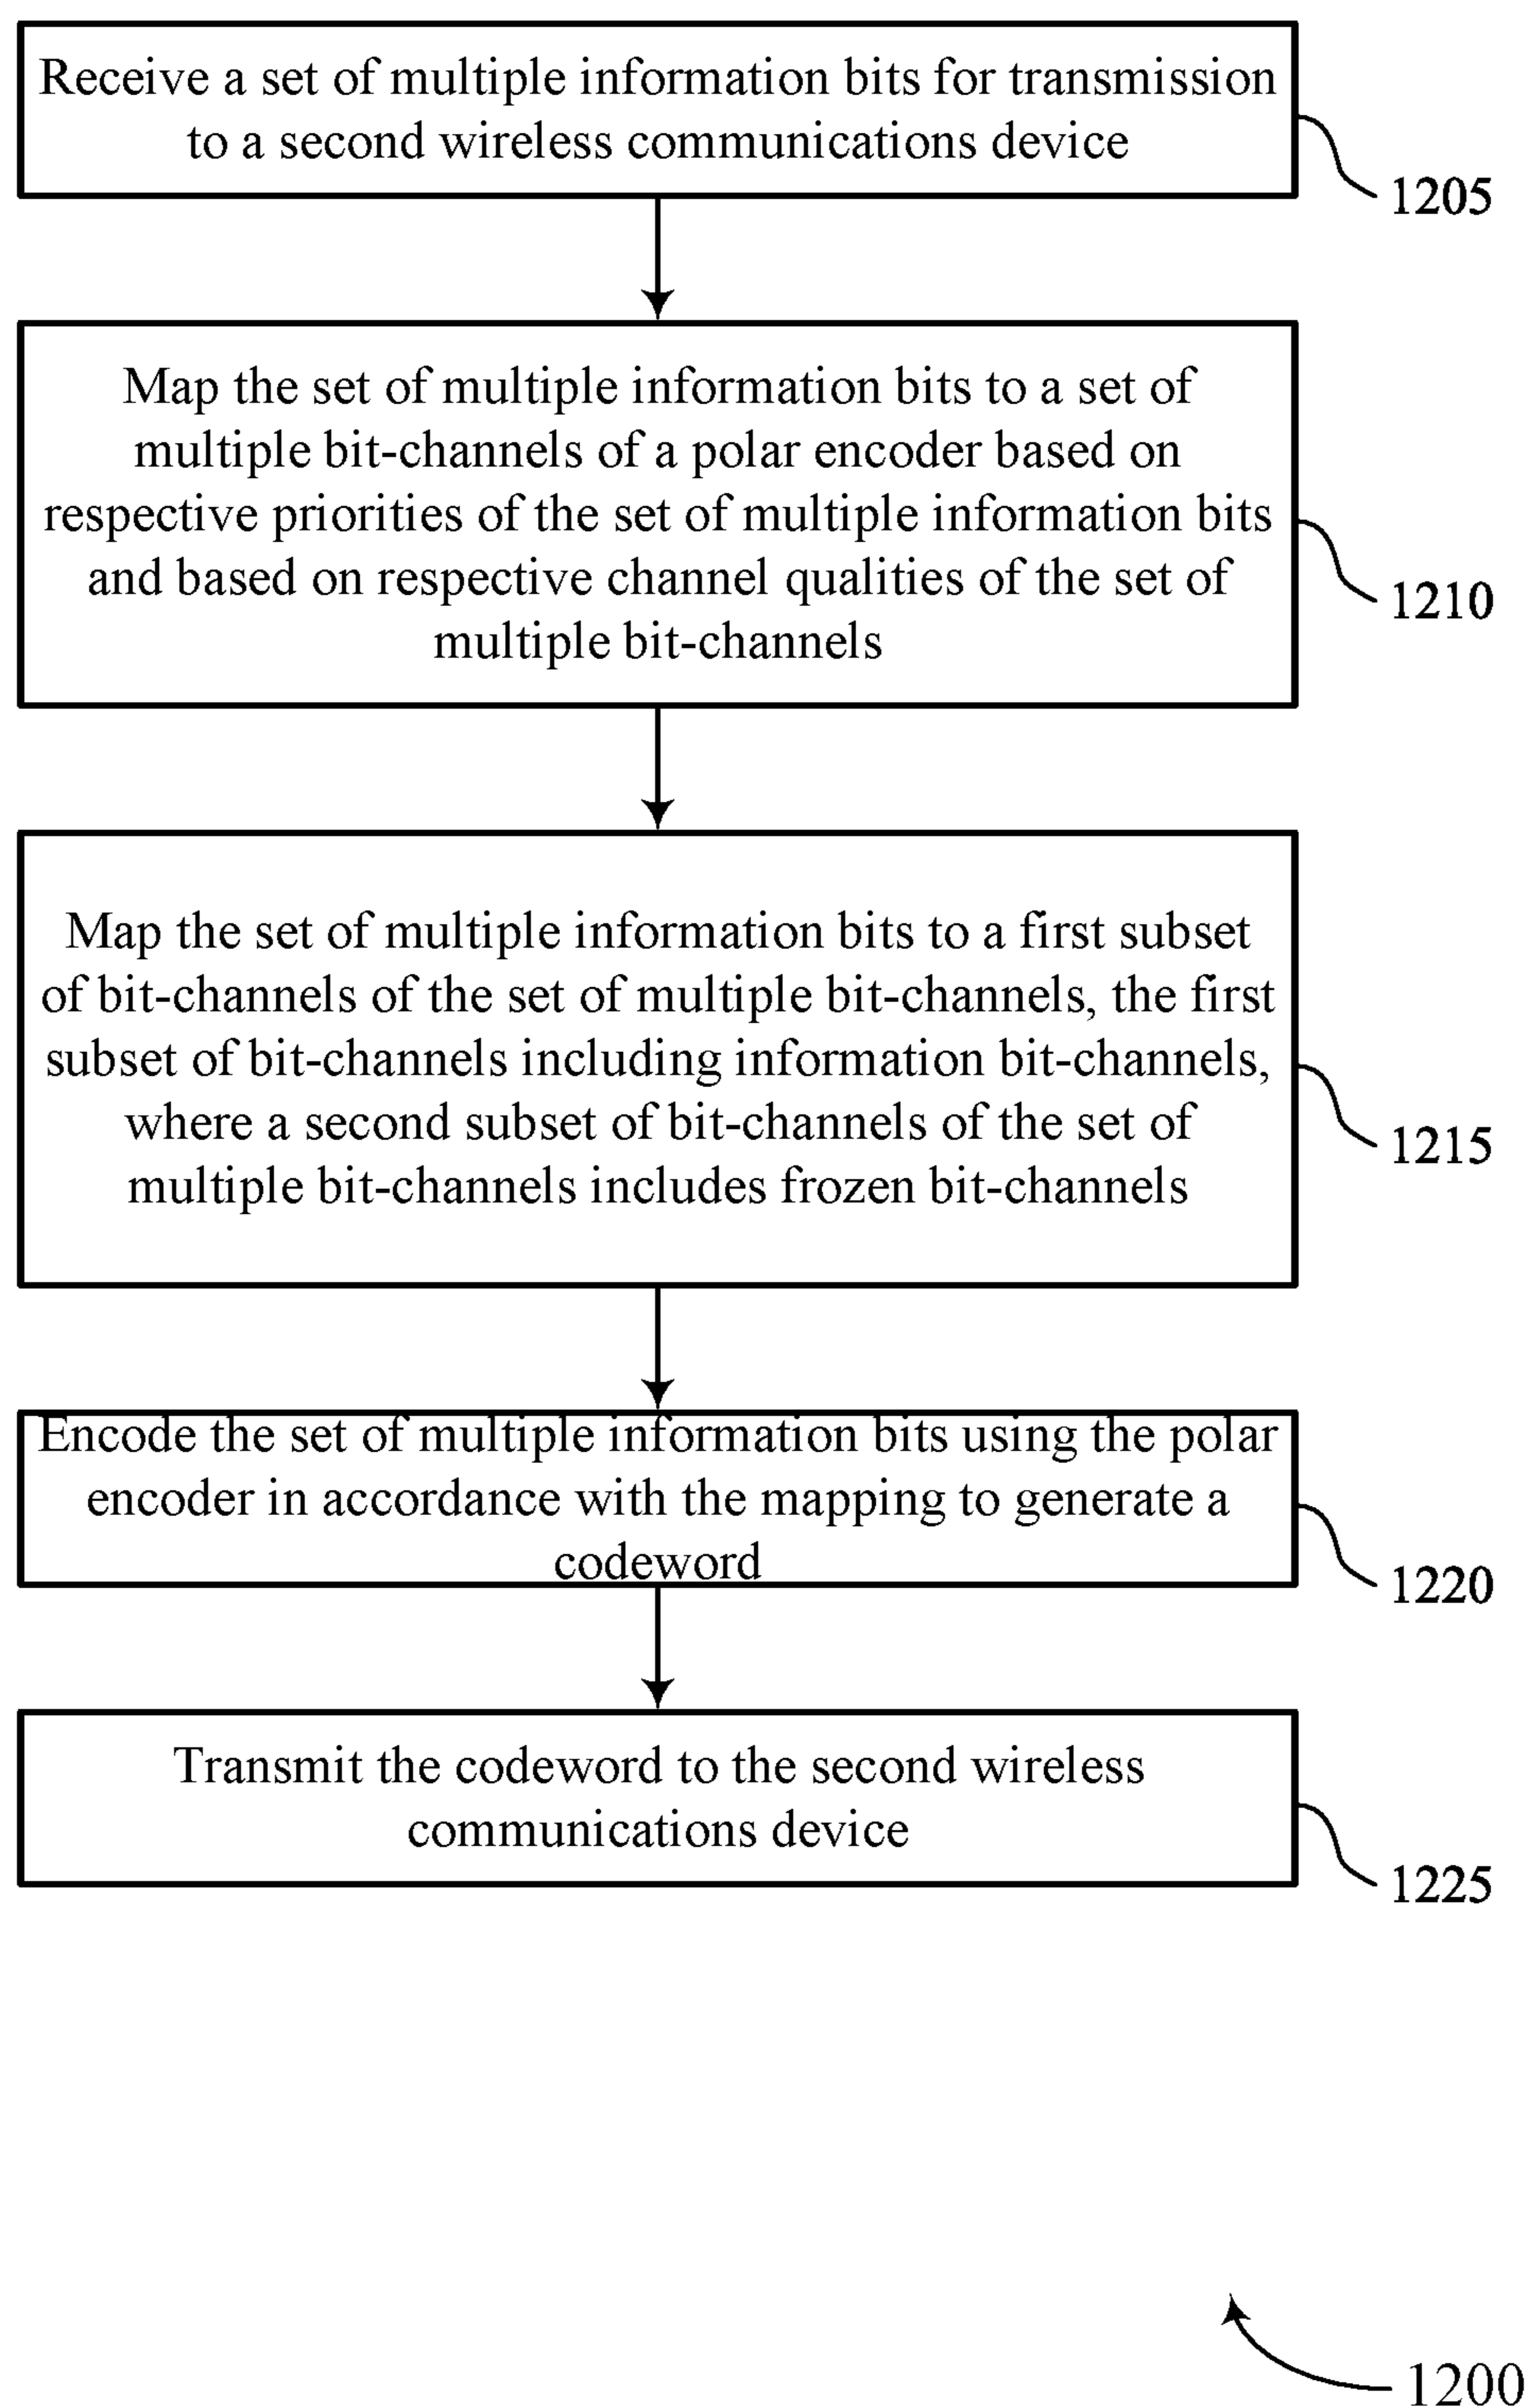 Receive a set of multiple information bits for transmission
to a second wireless communications device
1205
Map the set of multiple information bits to a set of
multiple bit-channels of a polar encoder based on
respective priorities of the set of multiple information bits
and based on respective channel qualities of the set of
multiple bit-channels
1210
Map the set of multiple information bits to a first subset
of bit-channels of the set of multiple bit-channels, the first
subset of bit-channels including information bit-channels,
where a second subset of bit-channels of the set of
multiple bit-channels includes frozen bit-channels
1215
Encode the set of multiple information bits using the polar
encoder in accordance with the mapping to generate a
codeword
1220
Transmit the codeword to the second wireless
communications device
1225
1200